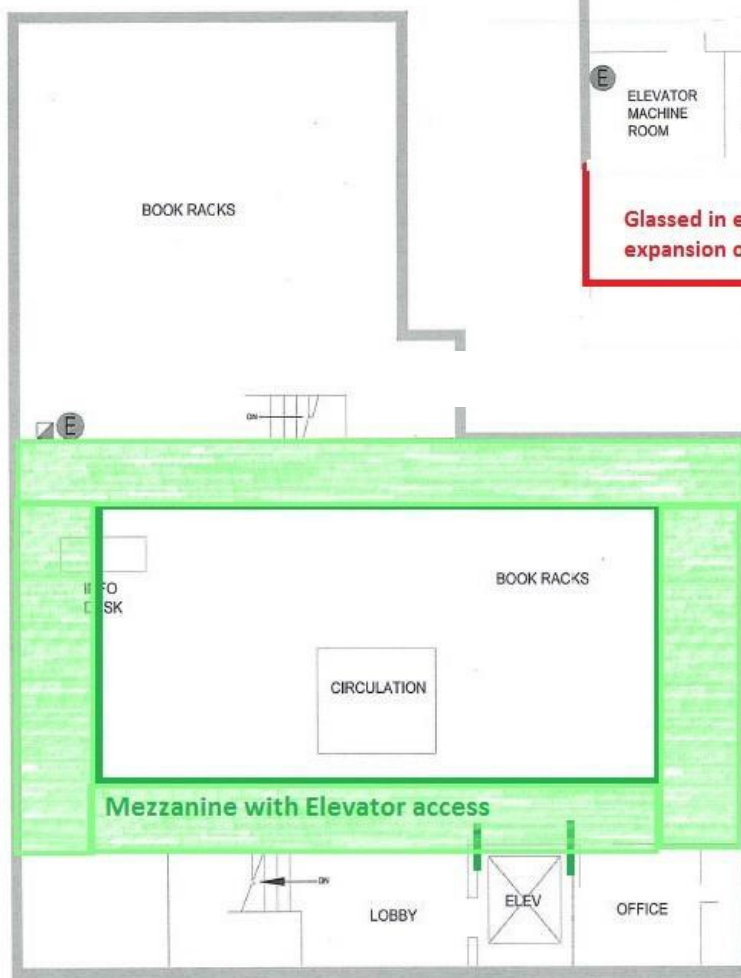 E
ELEVATOR
MACHINE
ROOM
BOOK RACKS
Glassed in e
expansion o
DN
E
BOOK RACKS
CIRCULATION
Mezzanine with Elevator access
DN
LOBBY
ELEV
OFFICE